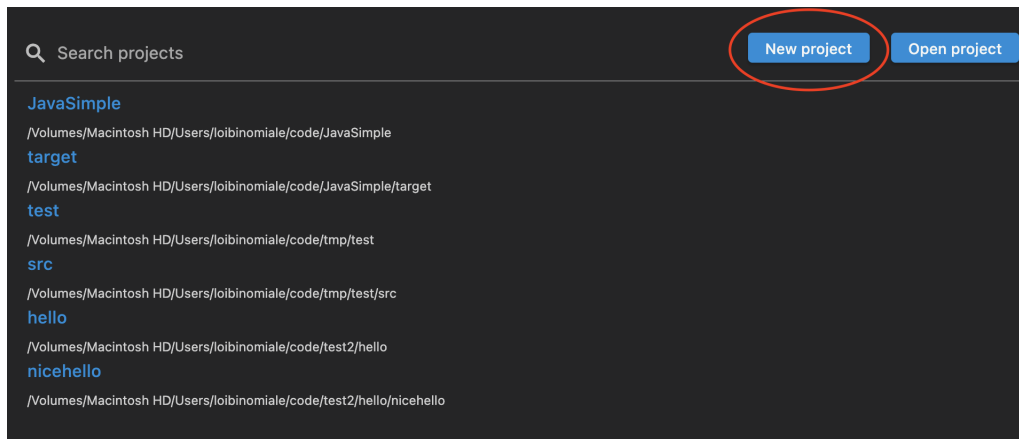 Search projects
New project
Open project
JavaSimple
/Volumes/Macintosh HD/Users/loibinomiale/code/JavaSimple
target
/Volumes/Macintosh HD/Users/loibinomiale/code/JavaSimple/target
test
/Volumes/Macintosh HD/Users/loibinomiale/code/tmp/test
src
/Volumes/Macintosh HD/Users/loibinomiale/code/tmp/test/src
hello
/Volumes/Macintosh HD/Users/loibinomiale/code/test2/hello
nicehello
/Volumes/Macintosh HD/Users/loibinomiale/code/test2/hello/nicehello